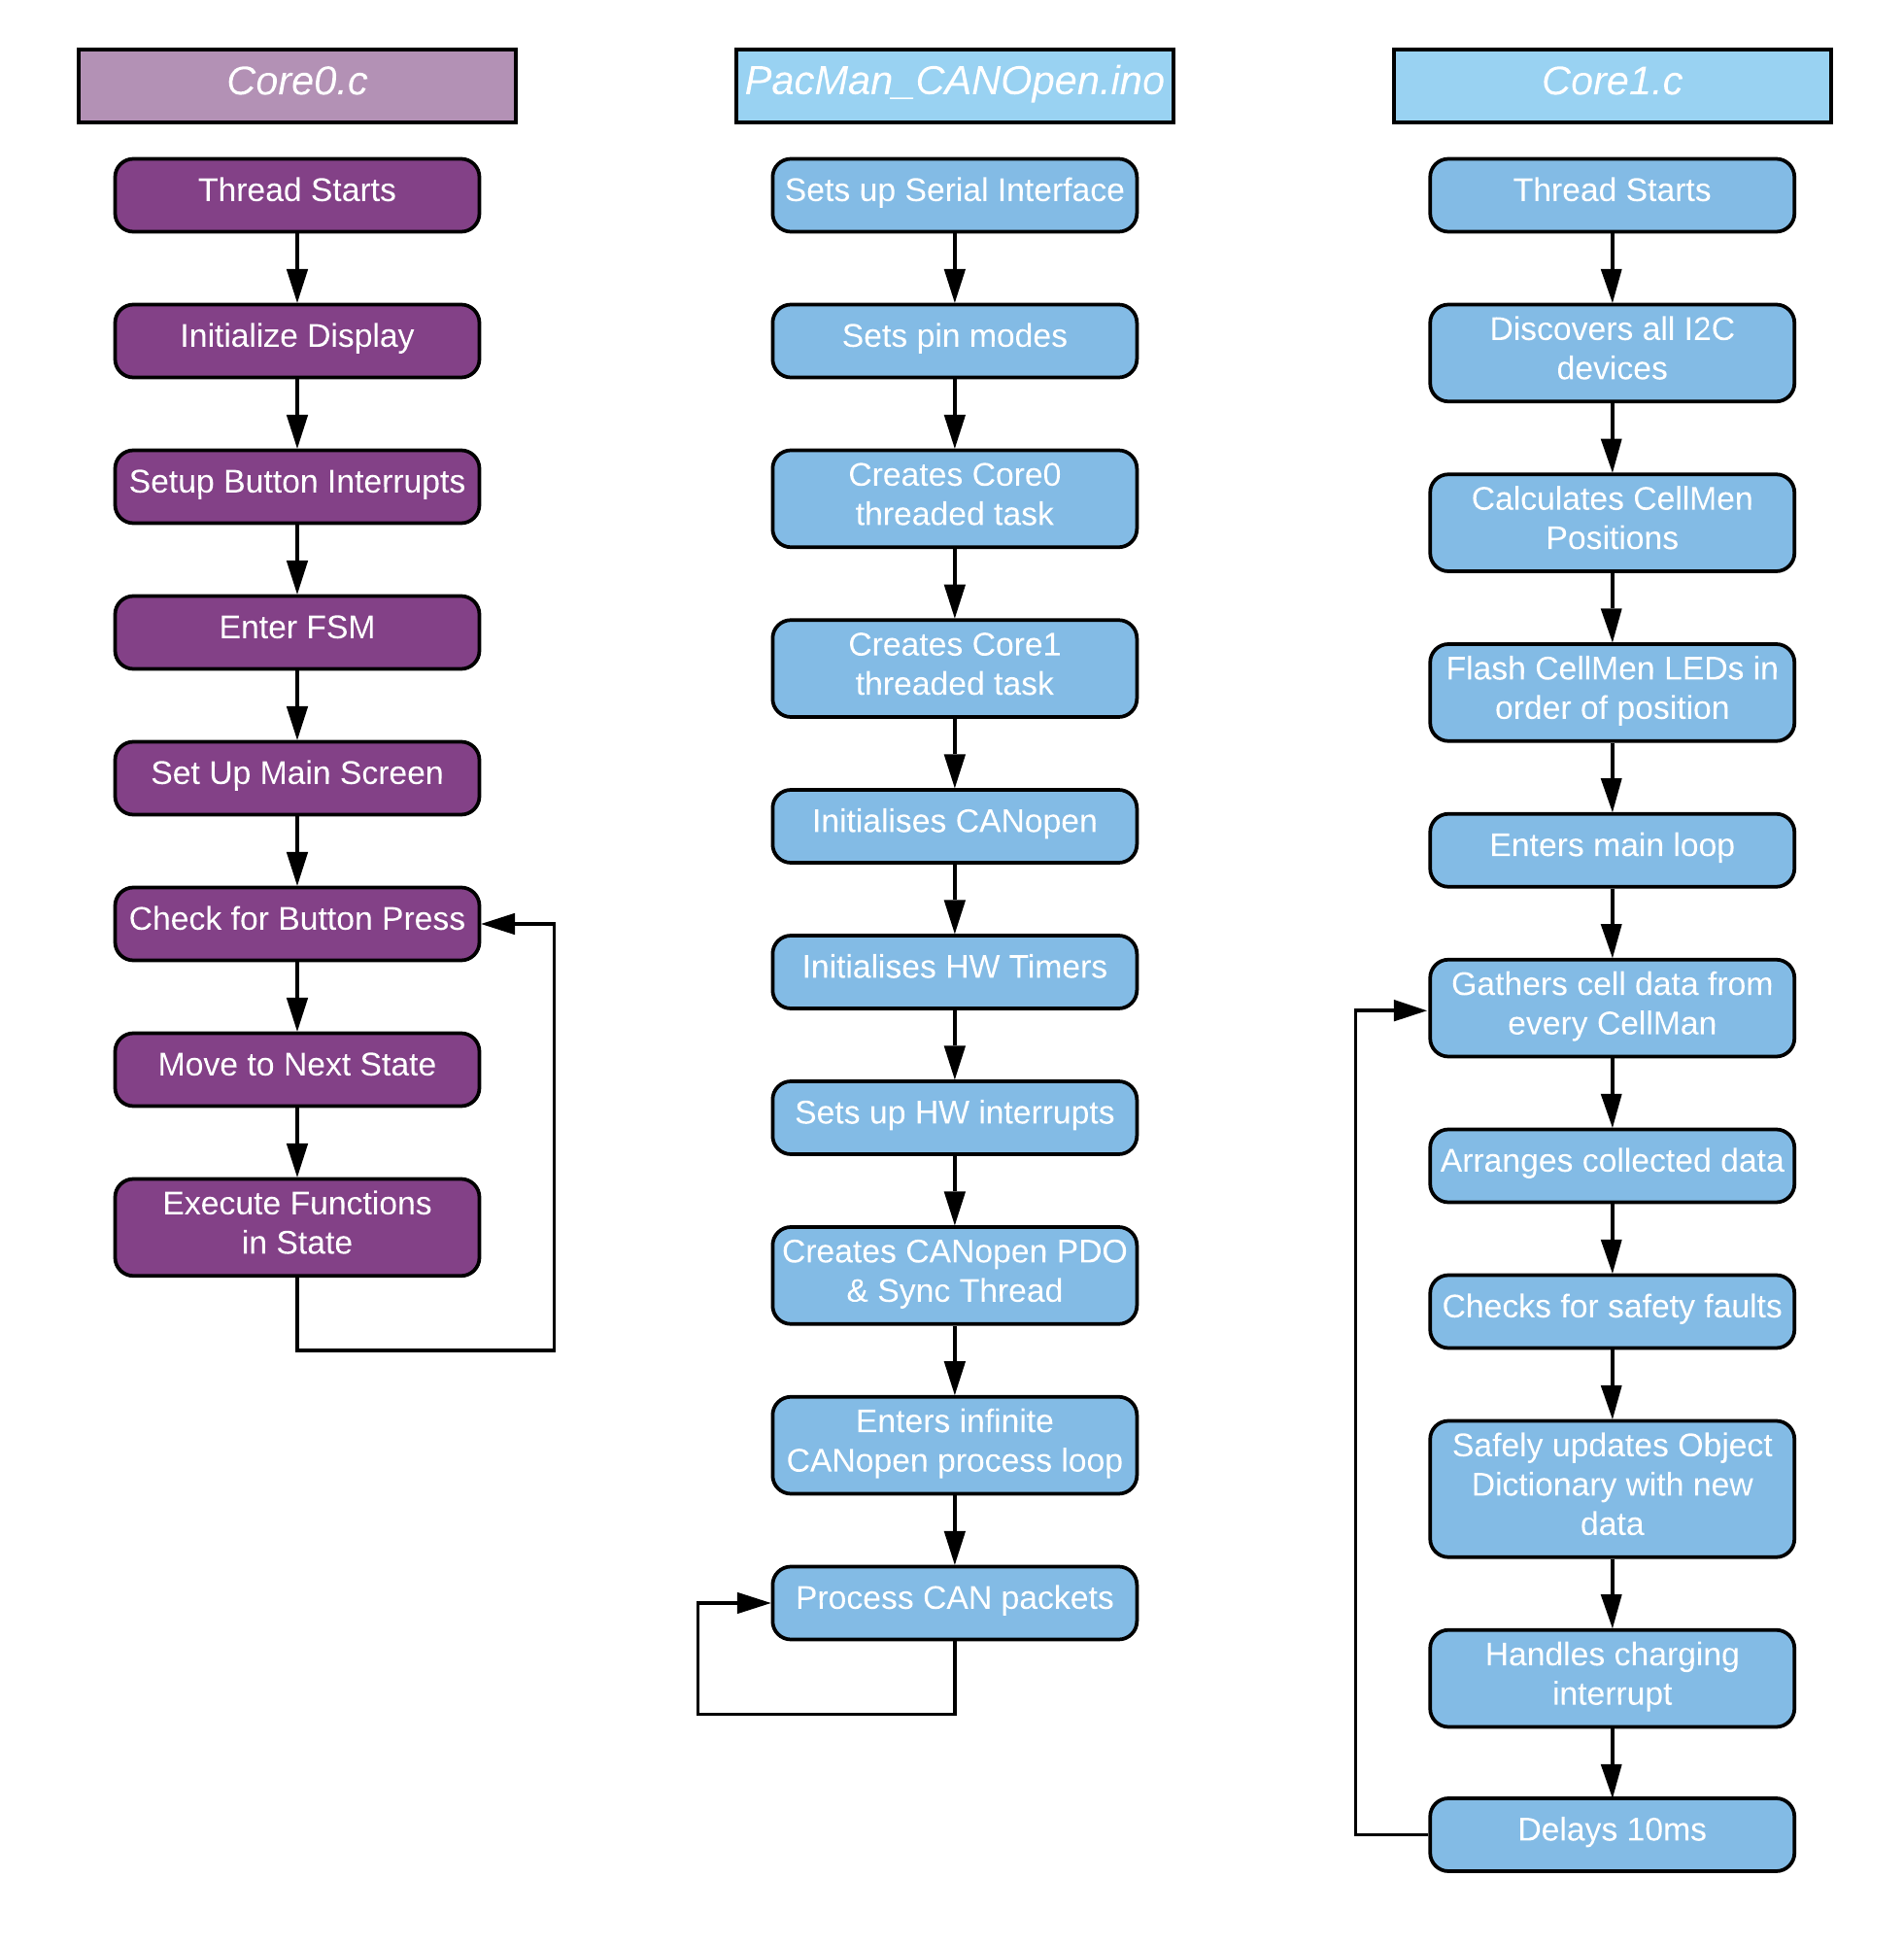 Core0.c
Thread Starts
Initialize Display
Setup Button Interrupts
Enter FSM
Set Up Main Screen
Check for Button Press
Move to Next State
Execute Functions
in State
PacMan_CANOpen.ino
Sets up Serial Interface
Sets pin modes
Creates Core0
threaded task
Creates Core1
threaded task
Initialises CANopen
Initialises HW Timers
Sets up HW interrupts
Creates CANopen PDO
& Sync Thread
Enters infinite
CANopen process loop
Process CAN packets
Core1.c
Thread Starts
Discovers all I2C
devices
Calculates CellMen
Positions
Flash CellMen LEDs in
order of position
Enters main loop
Gathers cell data from
every CellMan
Arranges collected data
Checks for safety faults
Safely updates Object
Dictionary with new
data
Handles charging
interrupt
Delays 10ms